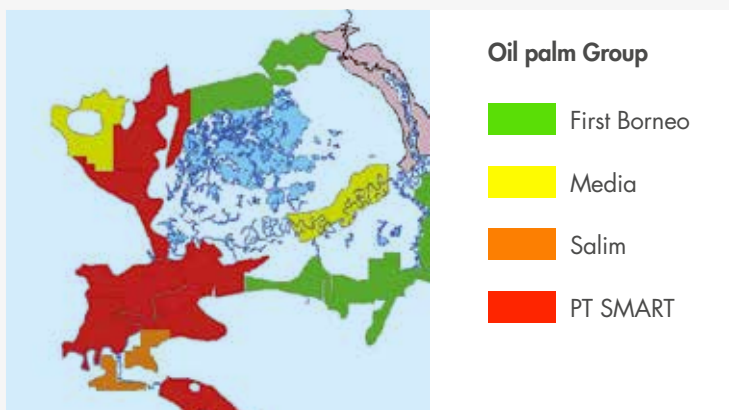 Oil palm Group
First Borneo
Media
Salim
PT SMART